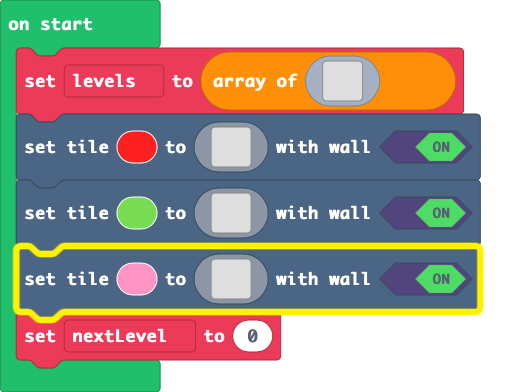 on start
set levels to array of
set tile to with wall ON
set tile to with wall ON
set tile to with wall ON
set nextLevel to 0